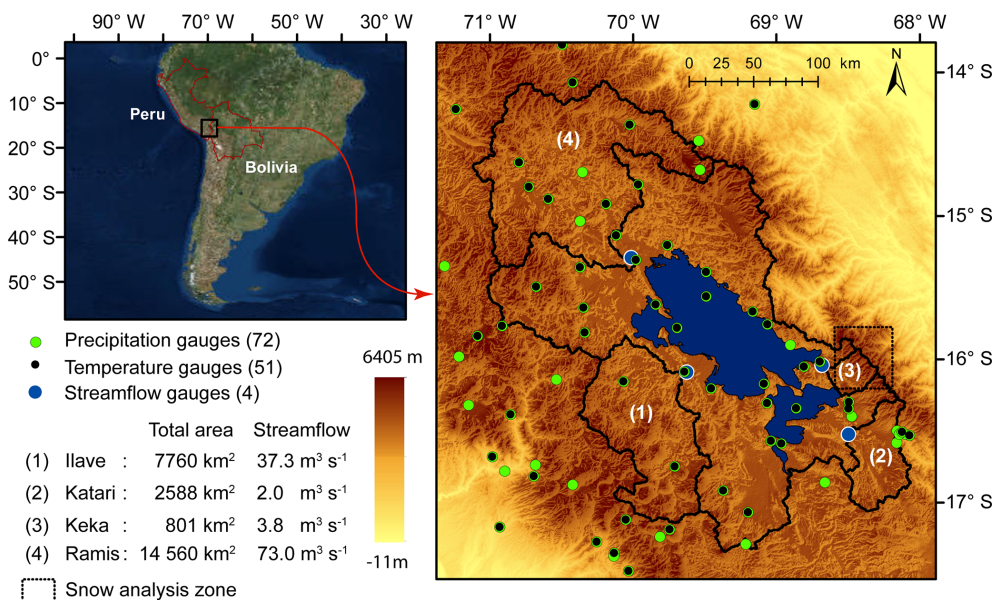 90° W 80° W 70° W 60° W 50° W 40° W 30° W
0°
10° S
20° S
30° S
40° S
50° S
Peru
Bolivia
71° W 70° W 69° W 68° W
14° S
15° S
16° S
17° S
0 25 50 100 km
N
(4)
(3)
(1)
(2)
Precipitation gauges (72)
Temperature gauges (51)
Streamflow gauges (4)
6405 m
-11m
Total area Streamflow
(1) Ilave : 7760 km² 37.3 m³ s⁻¹
(2) Katari : 2588 km² 2.0 m³ s⁻¹
(3) Keka : 801 km² 3.8 m³ s⁻¹
(4) Ramis : 14 560 km² 73.0 m³ s⁻¹
Snow analysis zone